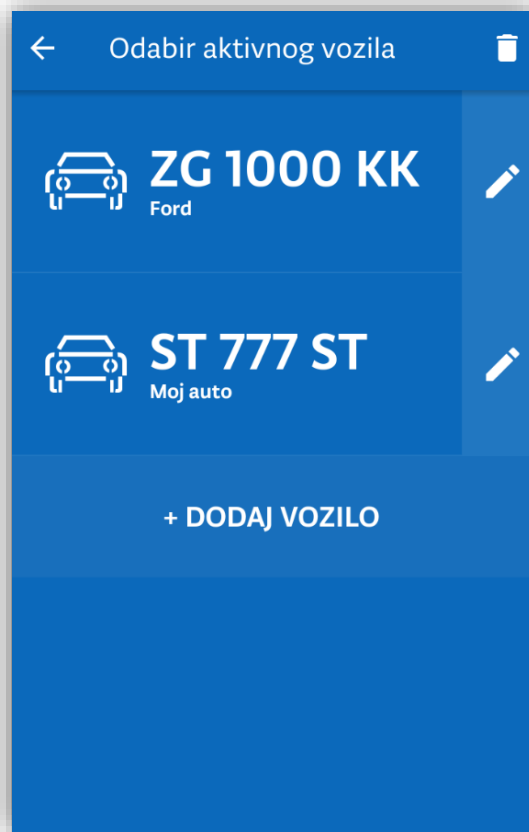 Odabir aktivnog vozila
ZG 1000 KK
Ford
ST 777 ST
Moj auto
+ DODAJ VOZILO